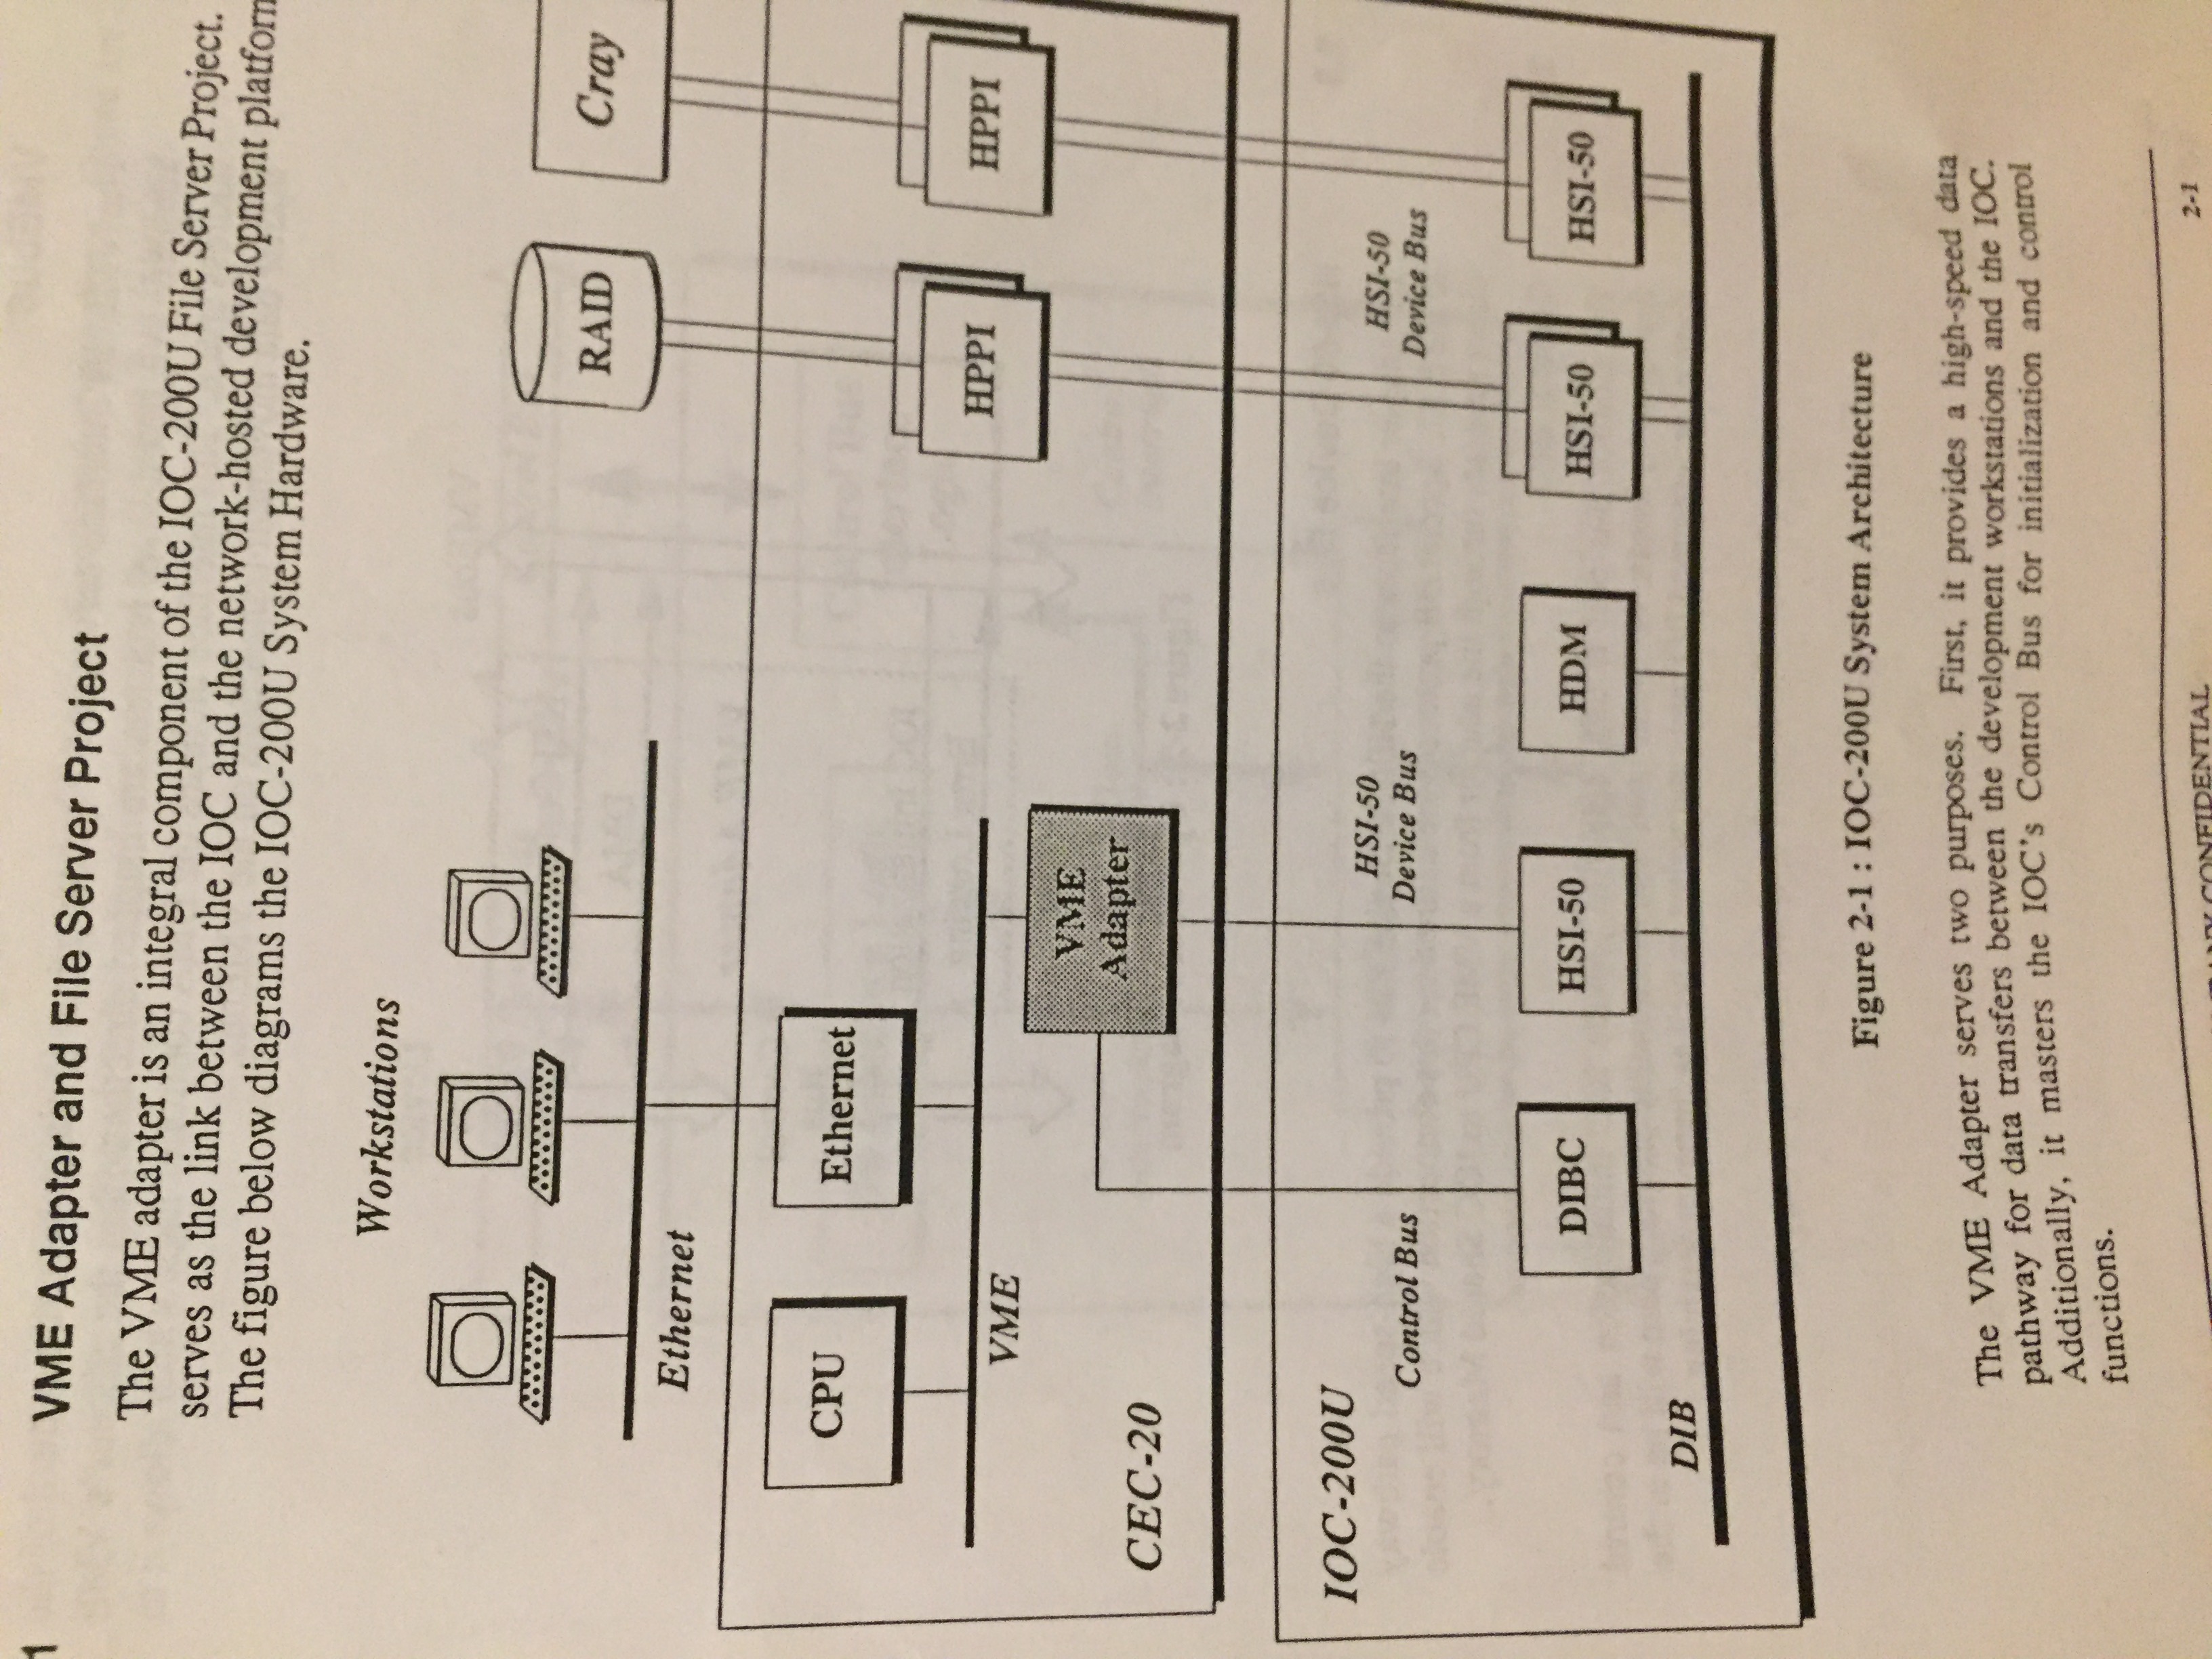 1
VME Adapter and File Server Project
The VME adapter is an integral component of the IOC-200U File Server Project.
serves as the link between the IOC and the network-hosted development platform
The figure below diagrams the IOC-200U System Hardware.
Workstations
RAID
Cray
Ethernet
CPU
Ethernet
HPPI
HPPI
VME
VME
Adapter
CEC-20
IOC-200U
Control Bus
HSI-50
Device Bus
HSI-50
Device Bus
DIBC
HSI-50
HDM
HSI-50
HSI-50
DIB
Figure 2-1 : IOC-200U System Architecture
The VME Adapter serves two purposes. First, it provides a high-speed data
pathway for data transfers between the development workstations and the IOC.
Additionally, it masters the IOC's Control Bus for initialization and control
functions.
CONFIDENTIAL
2-1